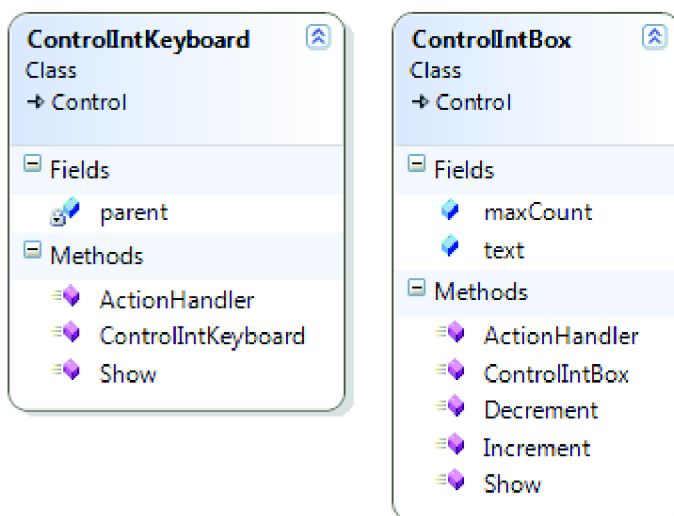 ControlIntKeyboard
Class
Control
Fields
parent
Methods
ActionHandler
ControlIntKeyboard
Show
ControlIntBox
Class
Control
Fields
maxCount
text
Methods
ActionHandler
ControlIntBox
Decrement
Increment
Show